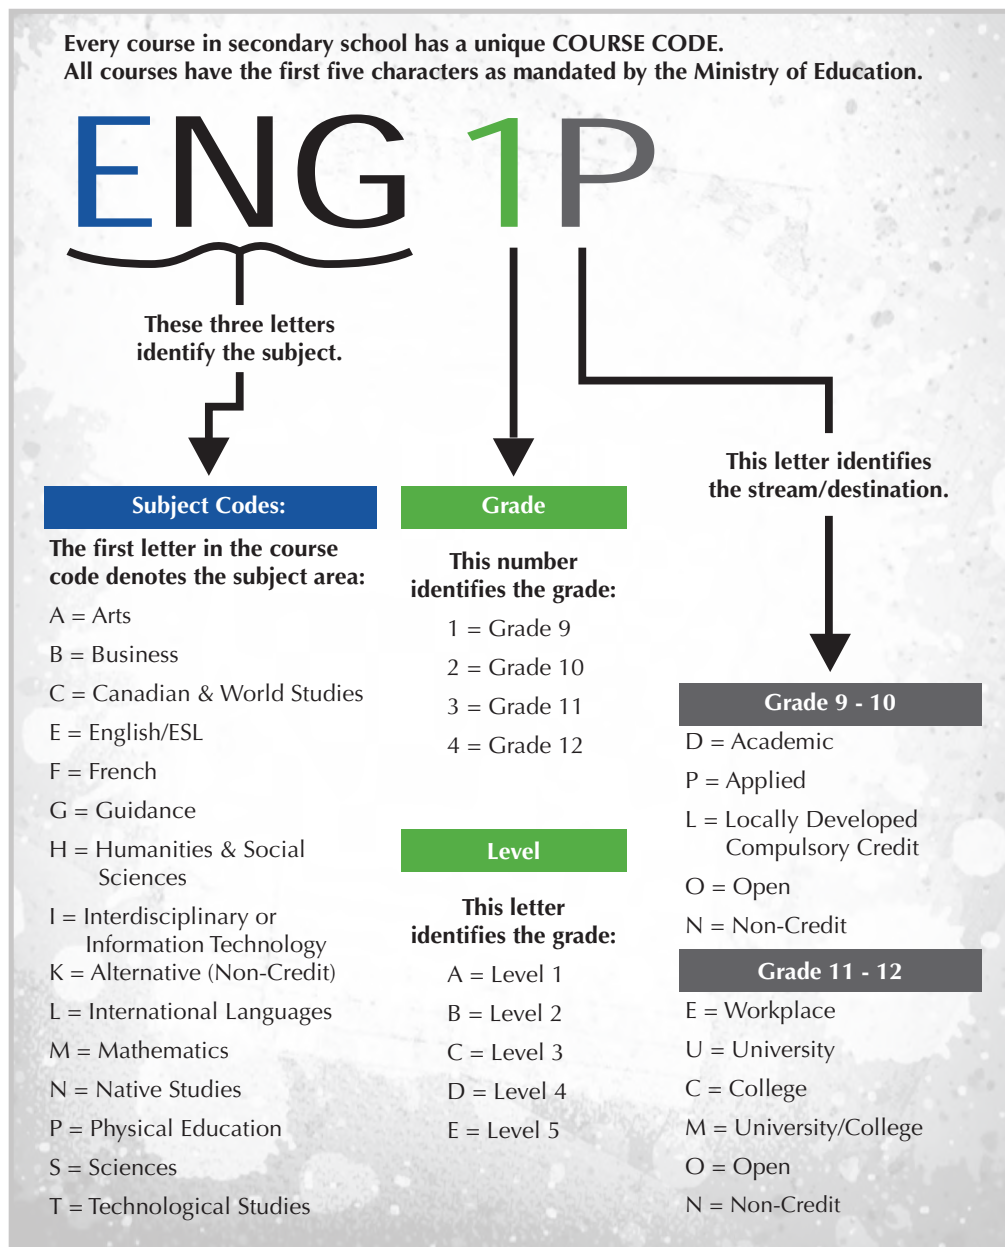 Every course in secondary school has a unique COURSE CODE.
All courses have the first five characters as mandated by the Ministry of Education.
ENG 1P
These three letters
identify the subject.
This letter identifies
the stream/destination.
Subject Codes:
The first letter in the course
code denotes the subject area:
A = Arts
B = Business
C = Canadian & World Studies
E = English/ESL
F = French
G = Guidance
H = Humanities & Social
Sciences
I = Interdisciplinary or
Information Technology
K = Alternative (Non-Credit)
L = International Languages
M = Mathematics
N = Native Studies
P = Physical Education
S = Sciences
T = Technological Studies
Grade
This number
identifies the grade:
1 = Grade 9
2 = Grade 10
3 = Grade 11
4 = Grade 12
Level
This letter
identifies the grade:
A = Level 1
B = Level 2
C = Level 3
D = Level 4
E = Level 5
Grade 9 - 10
D = Academic
P = Applied
L = Locally Developed
Compulsory Credit
O = Open
N = Non-Credit
Grade 11 - 12
E = Workplace
U = University
C = College
M = University/College
O = Open
N = Non-Credit